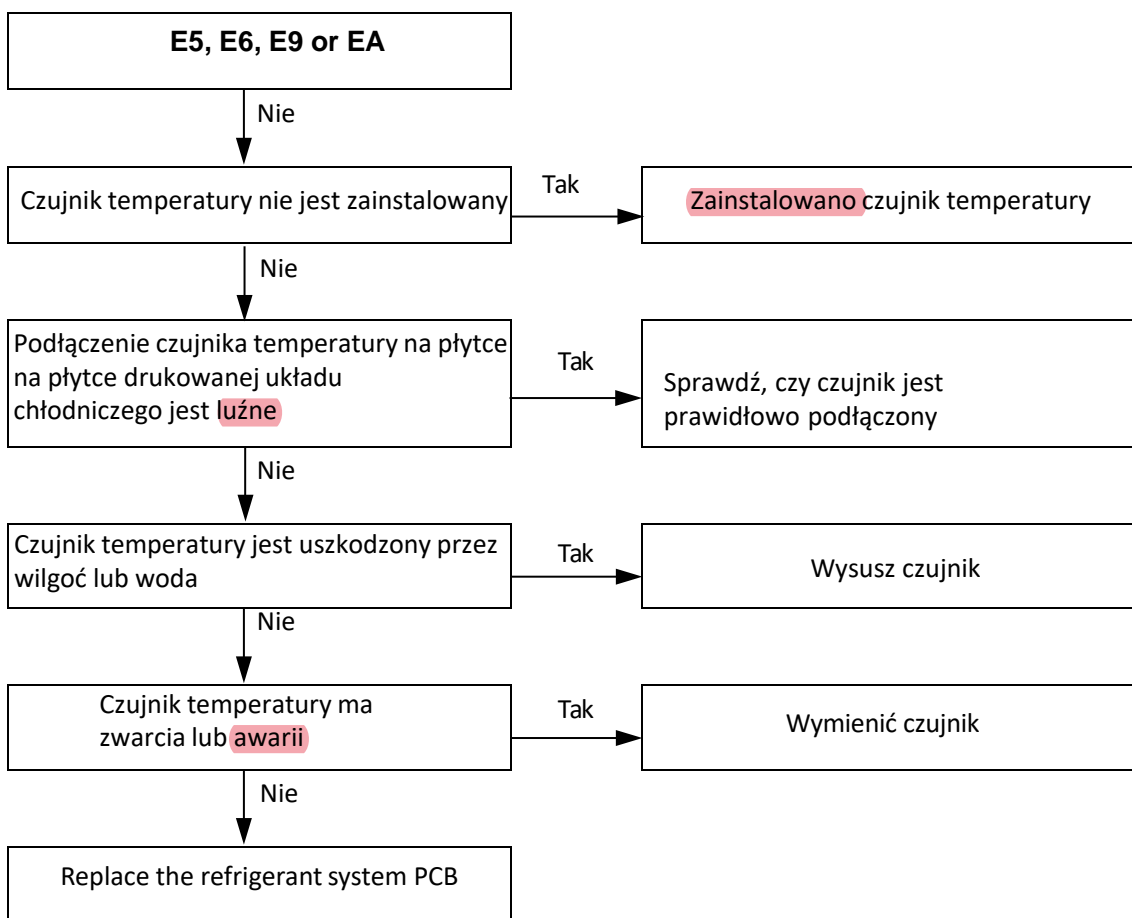 E5, E6, E9 or EA
Nie
Czujnik temperatury nie jest zainstalowany
Tak
Zainstalowano czujnik temperatury
Nie
Podłączenie czujnika temperatury na płytce
na płytce drukowanej układu
chłodniczego jest luźne
Tak
Sprawdź, czy czujnik jest
prawidłowo podłączony
Nie
Czujnik temperatury jest uszkodzony przez
wilgoć lub woda
Tak
Wysusz czujnik
Nie
Czujnik temperatury ma
zwarcia lub awarii
Tak
Wymienić czujnik
Nie
Replace the refrigerant system PCB